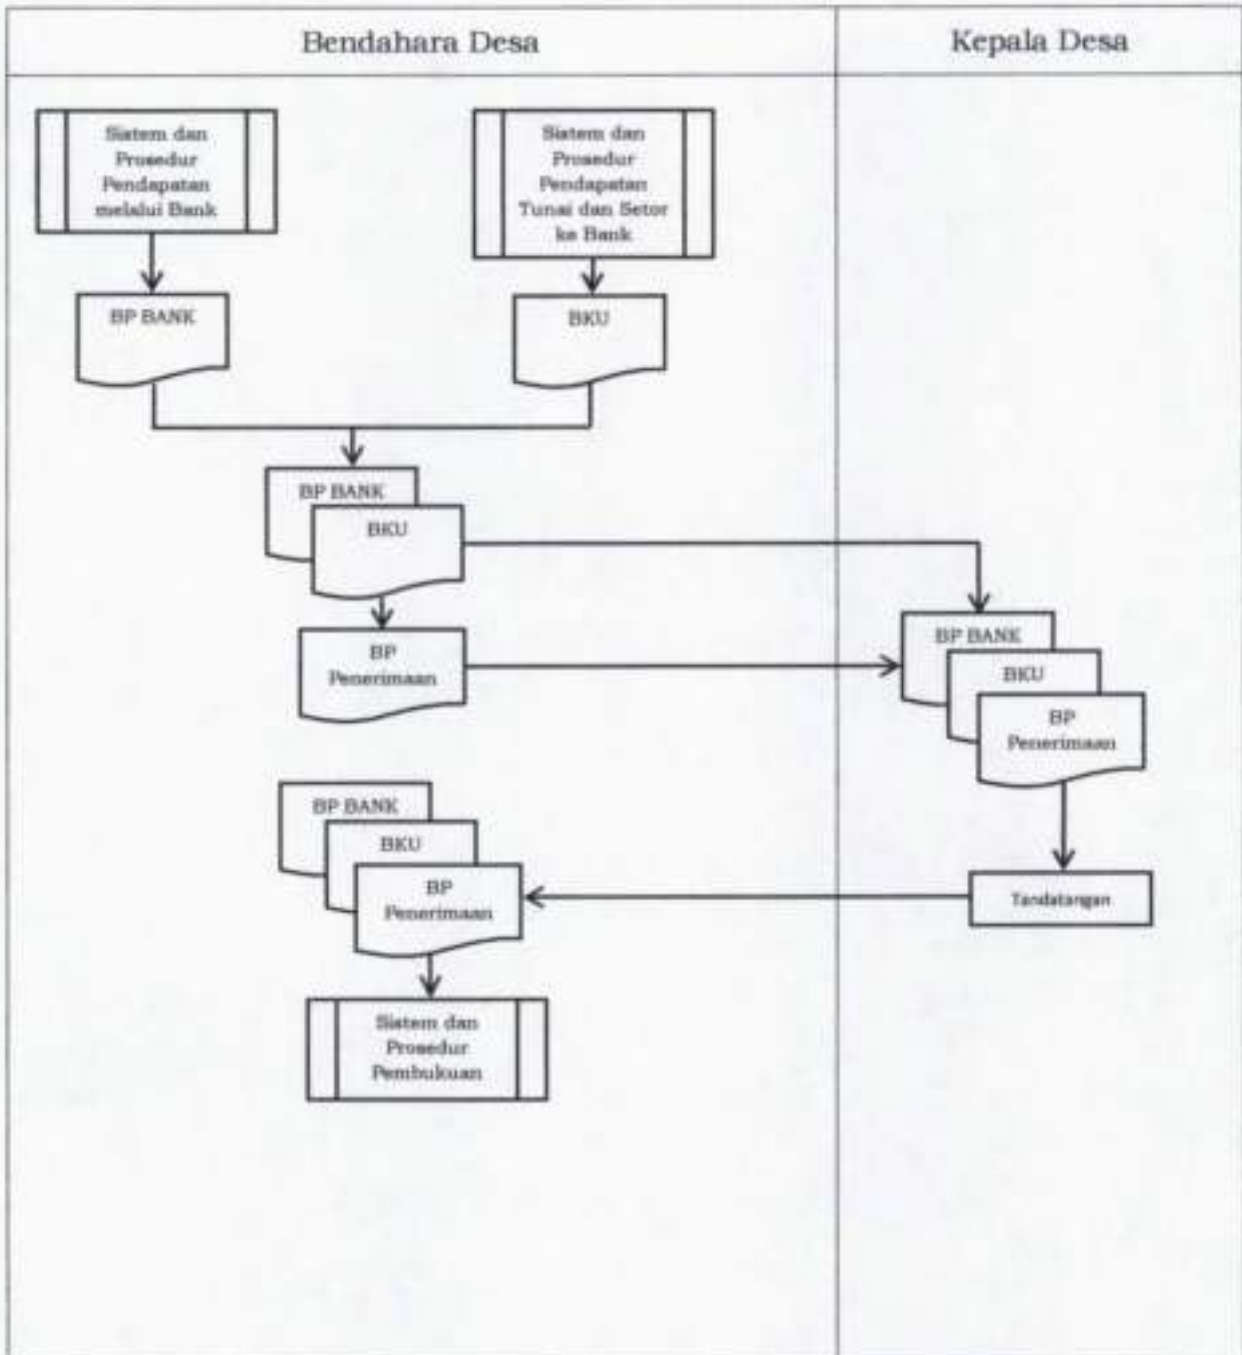 Bendahara Desa
Kepala Desa
Sistem dan
Prosedur
Pendapatan
melalui Bank
Sistem dan
Prosedur
Pendapatan
Tunai dan Setor
ke Bank
BP BANK
BKU
BP BANK
BKU
BP
Penerimaan
BP BANK
BKU
BP
Penerimaan
BP BANK
BKU
BP
Penerimaan
Tandatangan
Sistem dan
Prosedur
Pembukuan